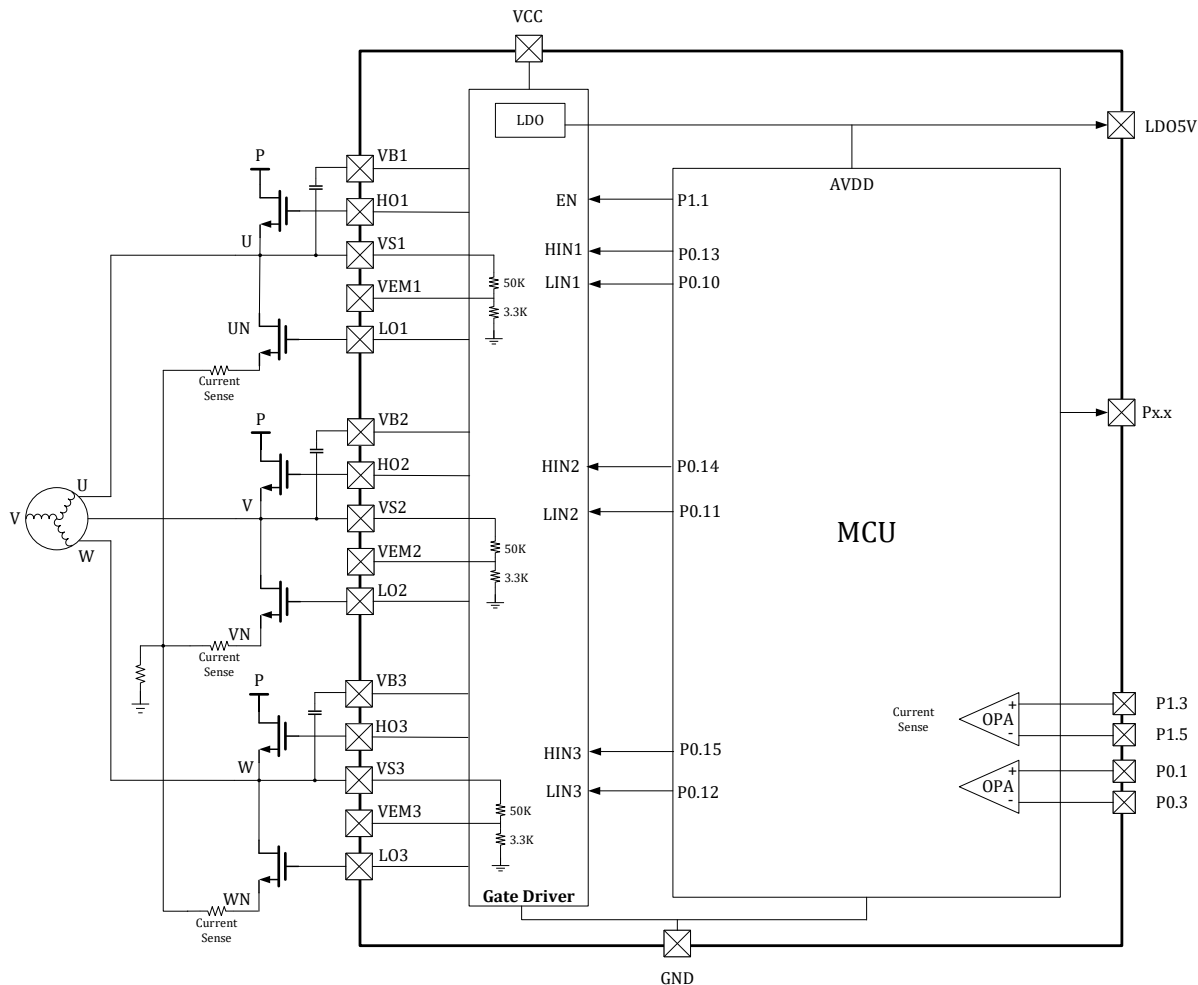 VCC
LDO
LDO5V
P
VB1
AVDD
HO1
EN
P1.1
U
VS1
HIN1
P0.13
50K
LIN1
P0.10
VEM1
3.3K
UN
LO1
Current
Sense
P
VB2
Px.x
HO2
HIN2
P0.14
U
V
V
VS2
LIN2
P0.11
MCU
W
50K
VEM2
3.3K
LO2
VN
Current
Sense
P
VB3
Current
Sense
+
OPA
-
P1.3
P1.5
HO3
W
HIN3
P0.15
VS3
+
OPA
-
P0.1
P0.3
LIN3
P0.12
50K
VEM3
3.3K
LO3
WN
Gate Driver
Current
Sense
GND